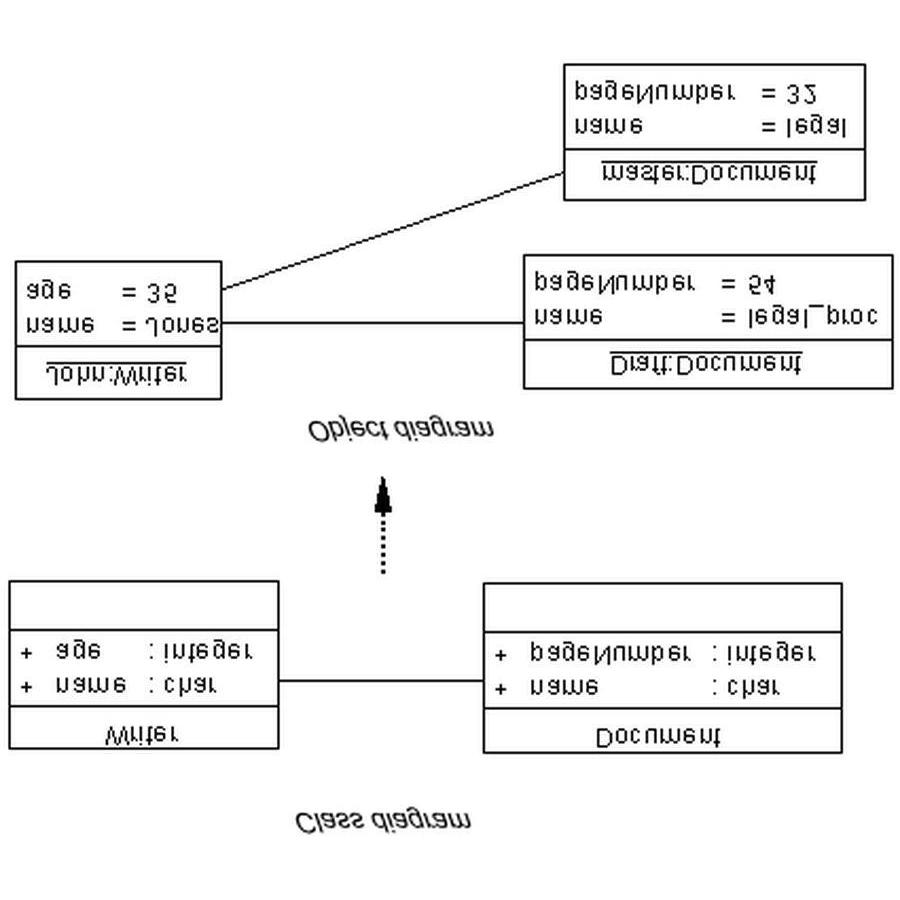 Class diagram
Writer
+ name : char
+ age : integer
Document
+ name : char
+ pageNumber : integer
Object diagram
John:Writer
name = Jones
age = 35
Draft:Document
name = legal_proc
pageNumber = 54
master:Document
name = legal
pageNumber = 32